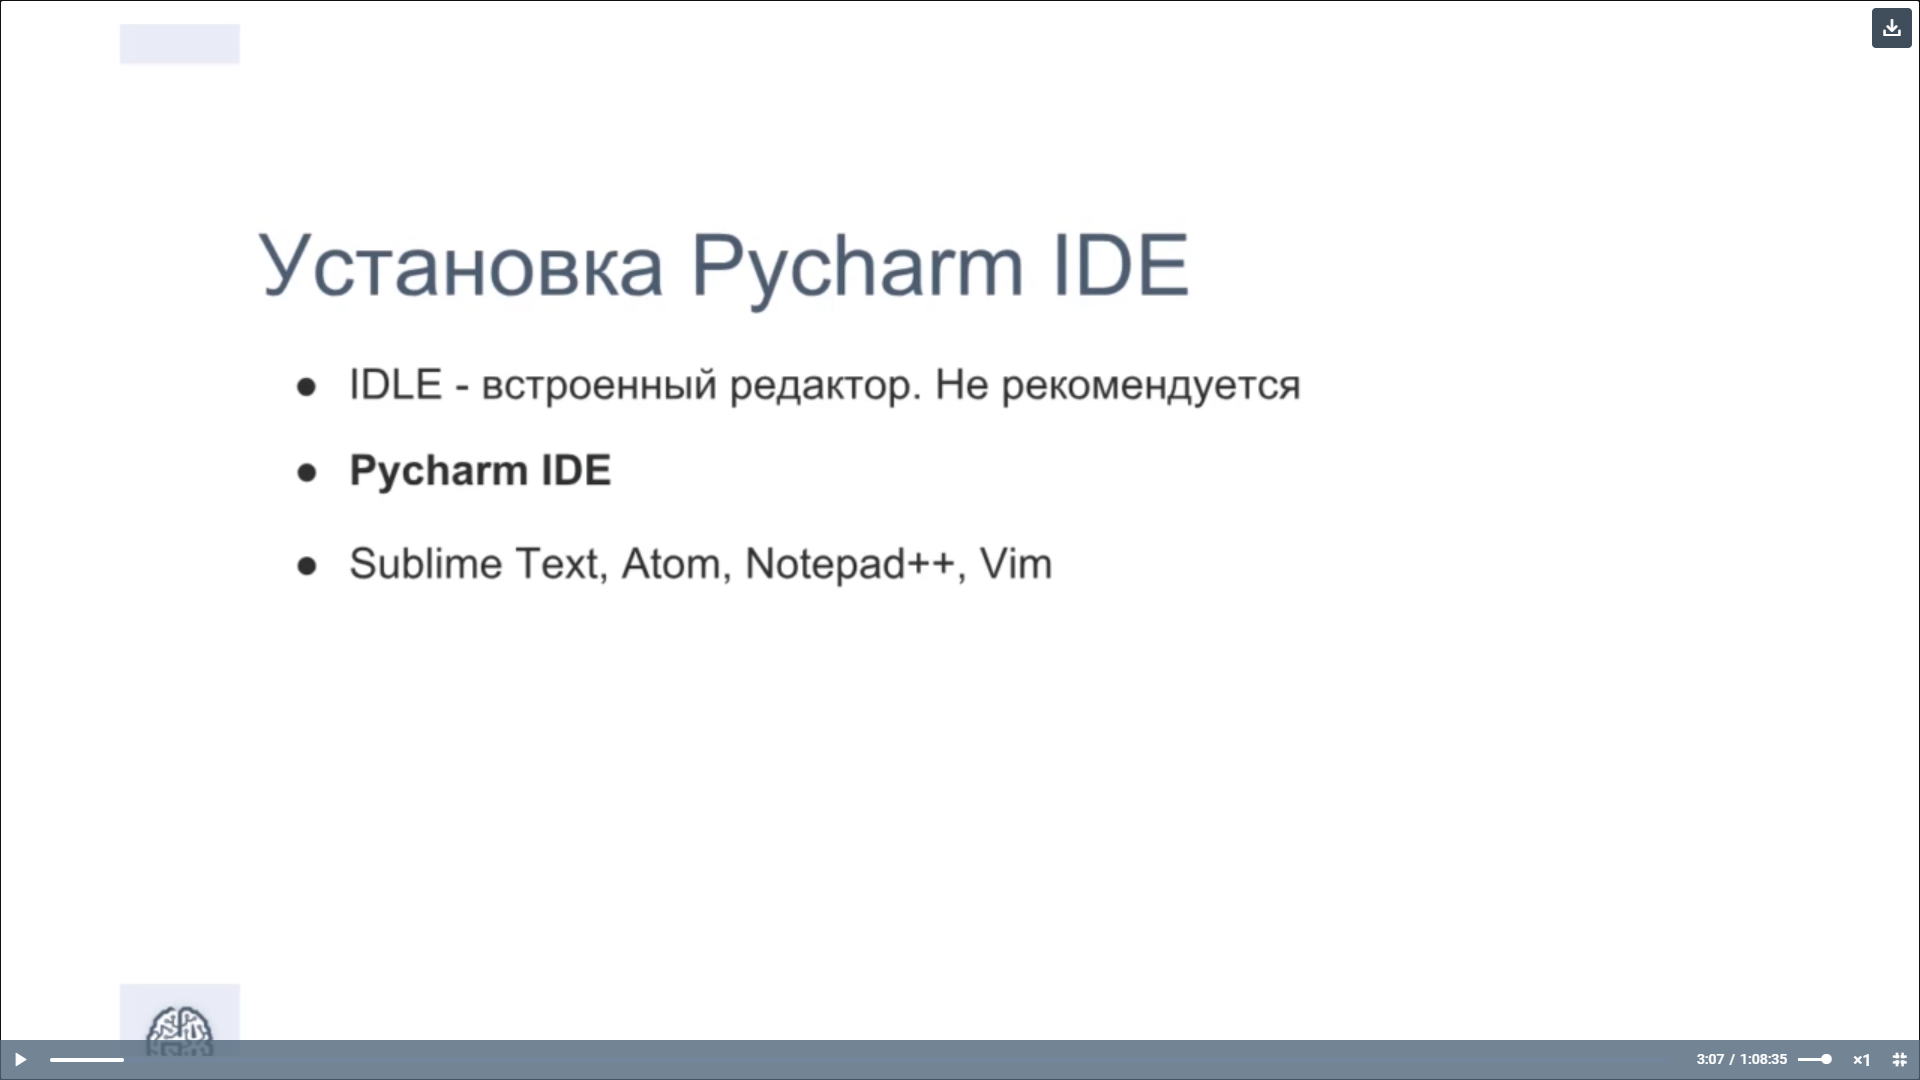 Установка Pycharm IDE
● IDLE - встроенный редактор. Не рекомендуется
● Pycharm IDE
● Sublime Text, Atom, Notepad++, Vim
3:07 / 1:08:35 ×1